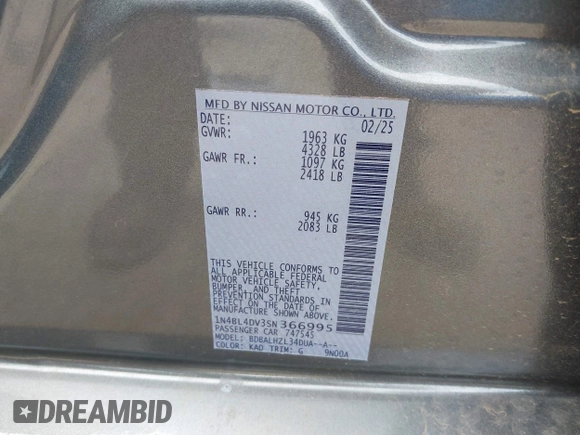 MFD BY NISSAN MOTOR CO., LTD.
DATE: 02/25
GVWR: 1963 KG
4328 LB
GAWR FR.: 1097 KG
2418 LB
GAWR RR.: 945 KG
2083 LB
THIS VEHICLE CONFORMS TO
ALL APPLICABLE FEDERAL
MOTOR VEHICLE SAFETY,
BUMPER, AND THEFT
PREVENTION STANDARDS IN
EFFECT ON THE DATE OF
MANUFACTURE SHOWN ABOVE.
1N4BL4DV3SN366995
PASSENGER CAR 747545
MODEL: BDBALHZL34DUA--A--
COLOR: KAD TRIM: G 9N00A
DREAMBID